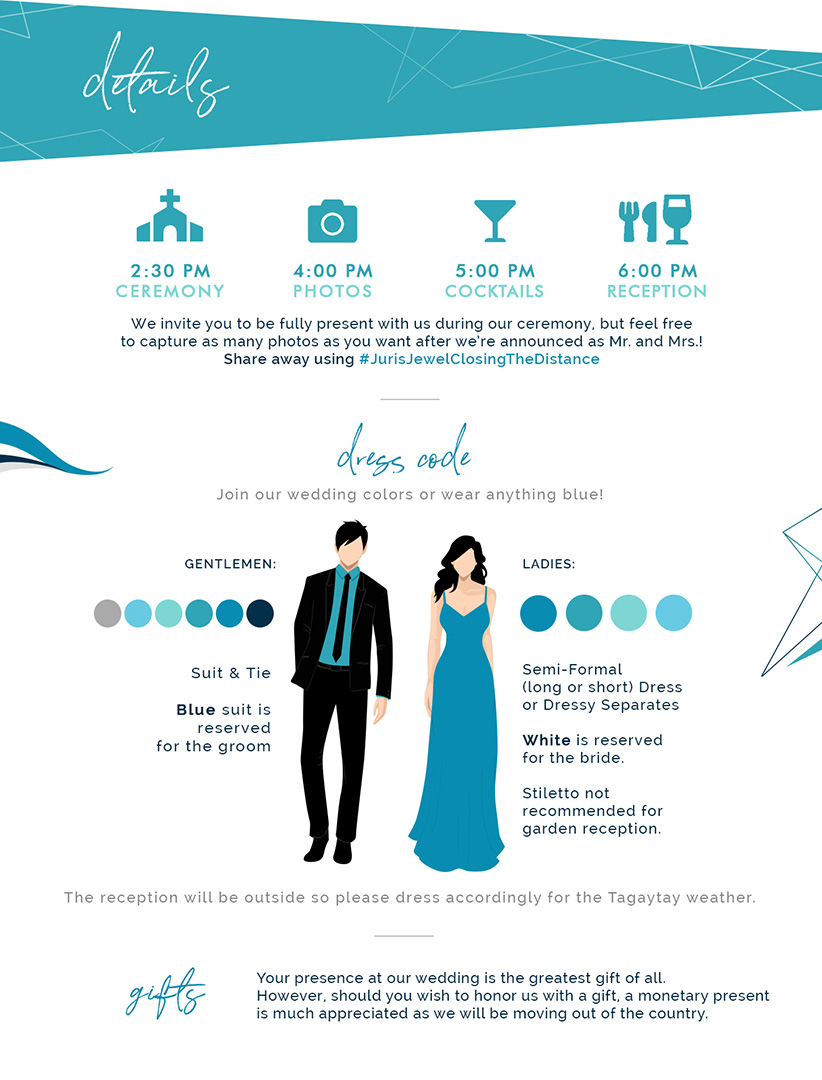 details
2:30 PM
CEREMONY
4:00 PM
PHOTOS
5:00 PM
COCKTAILS
6:00 PM
RECEPTION
We invite you to be fully present with us during our ceremony, but feel free
to capture as many photos as you want after we're announced as Mr. and Mrs.!
Share away using #JurisJewelClosingTheDistance
dress code
Join our wedding colors or wear anything blue!
GENTLEMEN:
Suit & Tie
Blue suit is
reserved
for the groom
LADIES:
Semi-Formal
(long or short) Dress
or Dressy Separates
White is reserved
for the bride.
Stiletto not
recommended for
garden reception.
The reception will be outside so please dress accordingly for the Tagaytay weather.
gifts
Your presence at our wedding is the greatest gift of all.
However, should you wish to honor us with a gift, a monetary present
is much appreciated as we will be moving out of the country.